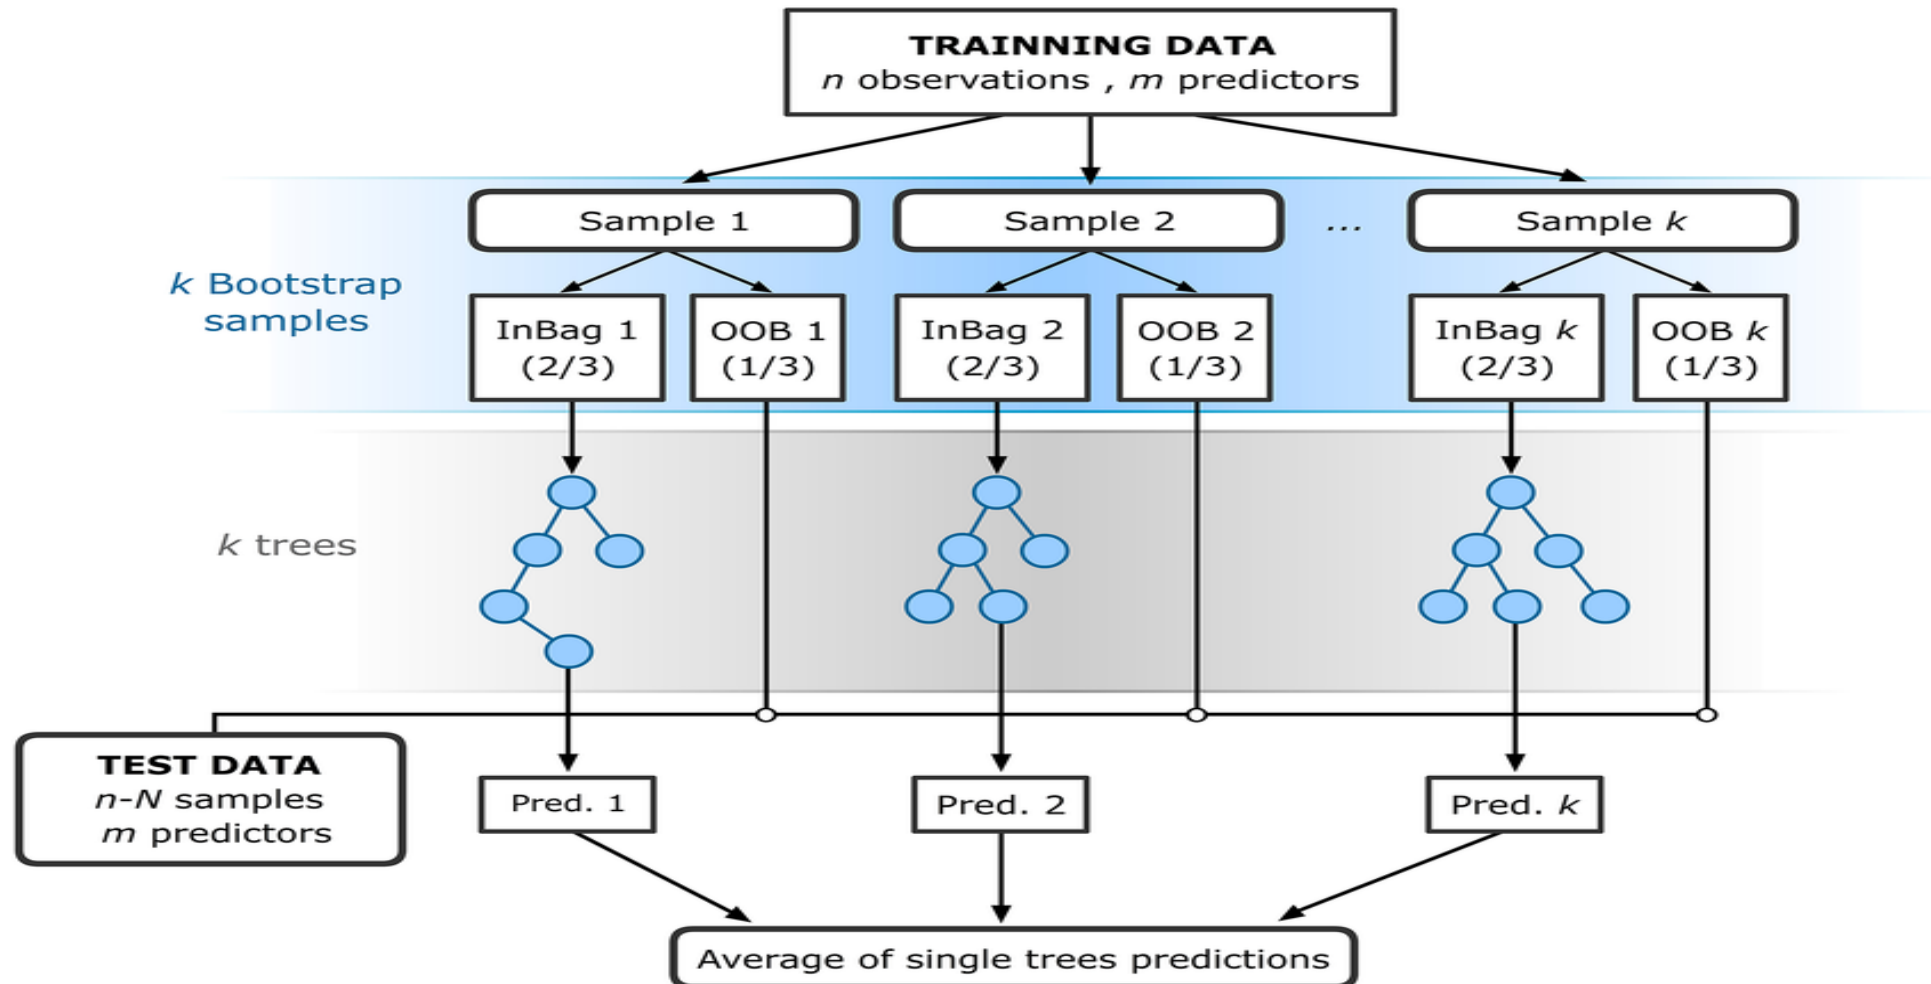 TRAINNING DATA
n observations , m predictors
Sample 1
Sample 2
...
Sample k
k Bootstrap
samples
InBag 1
(2/3)
OOB 1
(1/3)
InBag 2
(2/3)
OOB 2
(1/3)
InBag k
(2/3)
OOB k
(1/3)
k trees
TEST DATA
n-N samples
m predictors
Pred. 1
Pred. 2
Pred. k
Average of single trees predictions